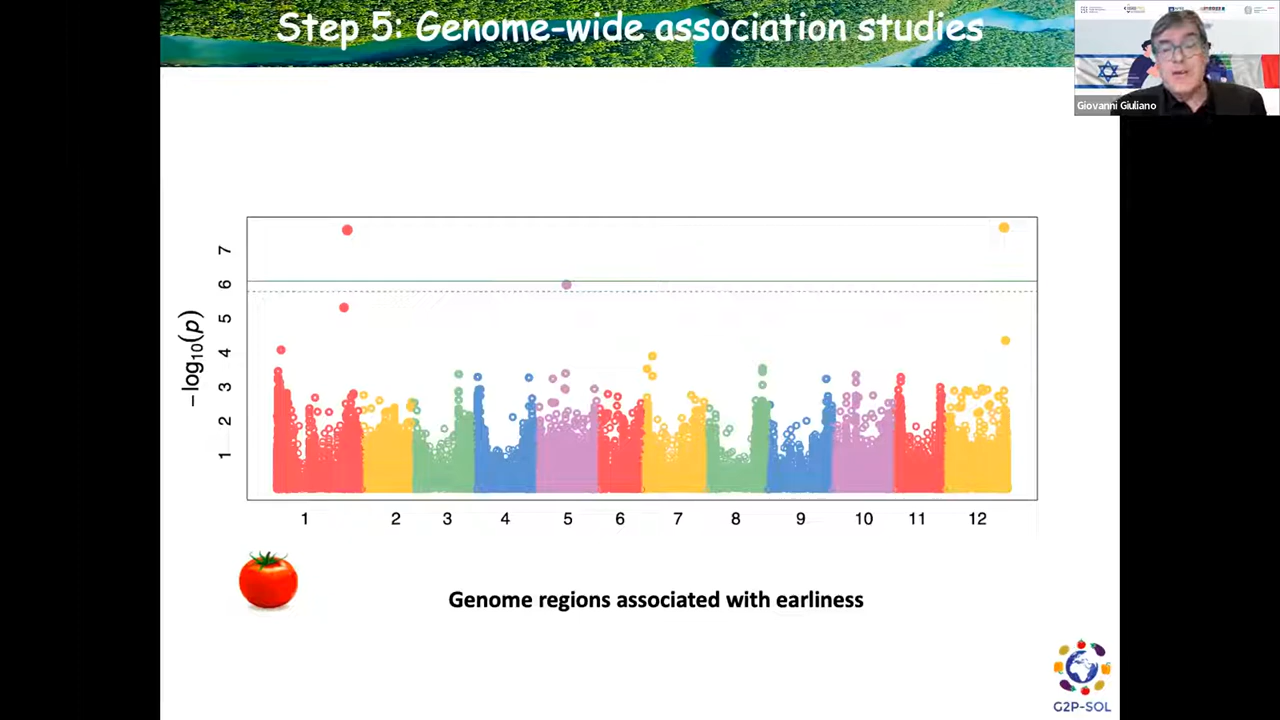 Step 5: Genome-wide association studies
Giovanni Giuliano
7
6
5
4
3
2
1
−log10(p)
1 2 3 4 5 6 7 8 9 10 11 12
Genome regions associated with earliness
G2P-SOL